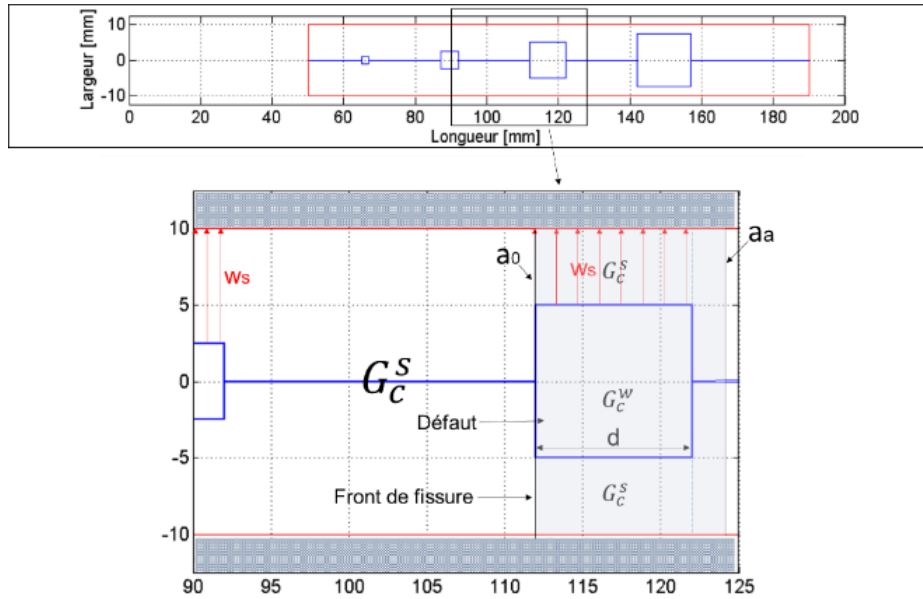 10
0
-10
Largeur [mm]
0 20 40 60 80 100 120 140 160 180 200
Longueur [mm]
10
5
0
-5
-10
ws
a0
aa
Ws
G_c^s
G_c^s
G_c^w
Défaut
d
Front de fissure
G_c^s
90 95 100 105 110 115 120 125